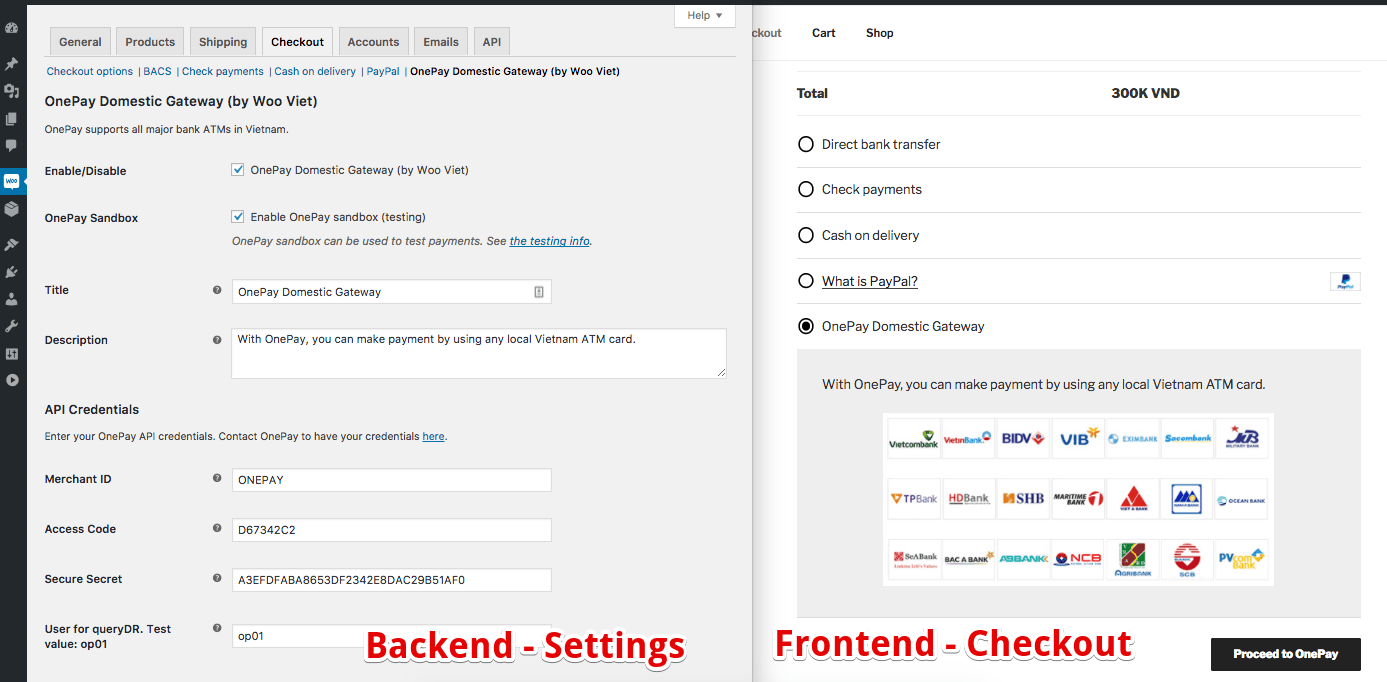 Help
General Products Shipping Checkout Accounts Emails API
Checkout options | BACS | Check payments | Cash on delivery | PayPal | OnePay Domestic Gateway (by Woo Viet)
OnePay Domestic Gateway (by Woo Viet)
OnePay supports all major bank ATMs in Vietnam.
Enable/Disable
OnePay Domestic Gateway (by Woo Viet)
OnePay Sandbox
Enable OnePay sandbox (testing)
OnePay sandbox can be used to test payments. See the testing info.
Title
OnePay Domestic Gateway
Description
With OnePay, you can make payment by using any local Vietnam ATM card.
API Credentials
Enter your OnePay API credentials. Contact OnePay to have your credentials here.
Merchant ID
ONEPAY
Access Code
D67342C2
Secure Secret
A3EFDFABA8653DF2342E8DAC29B51AF0
User for queryDR. Test
value: op01
op01
Backend - Settings
ckout Cart Shop
Total 300K VND
Direct bank transfer
Check payments
Cash on delivery
What is PayPal?
PayPal
OnePay Domestic Gateway
With OnePay, you can make payment by using any local Vietnam ATM card.
Vietcombank VietinBank BIDV VIB EXIMBANK Sacombank MB MILITARY BANK
TPBank HDBank SHB MARITIME BANK VIET A BANK NAM A BANK OCEAN BANK
SeABank BAC A BANK ABBANK NCB AGRIBANK SCB PVcomBank
Frontend - Checkout
Proceed to OnePay